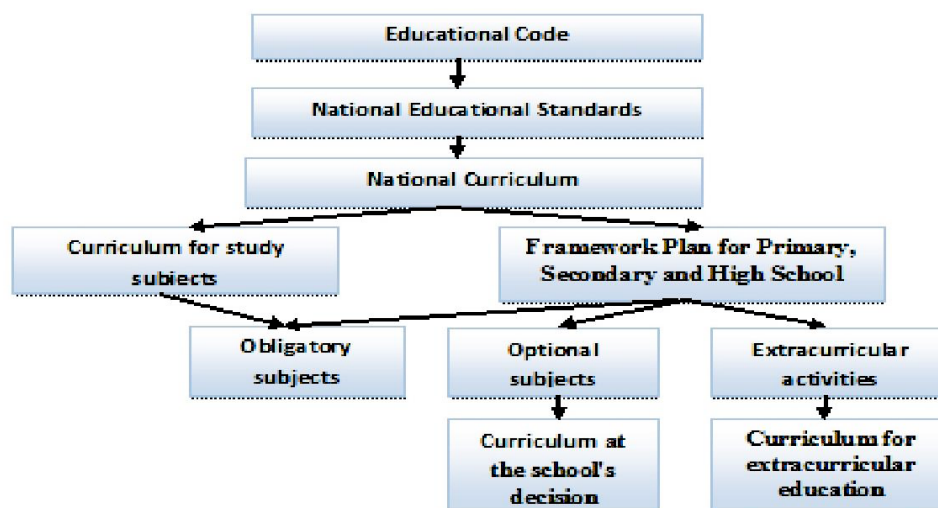 Educational Code
National Educational Standards
National Curriculum
Curriculum for study
subjects
Framework Plan for Primary,
Secondary and High School
Obligatory
subjects
Optional
subjects
Extracurricular
activities
Curriculum at
the school's
decision
Curriculum for
extracurricular
education